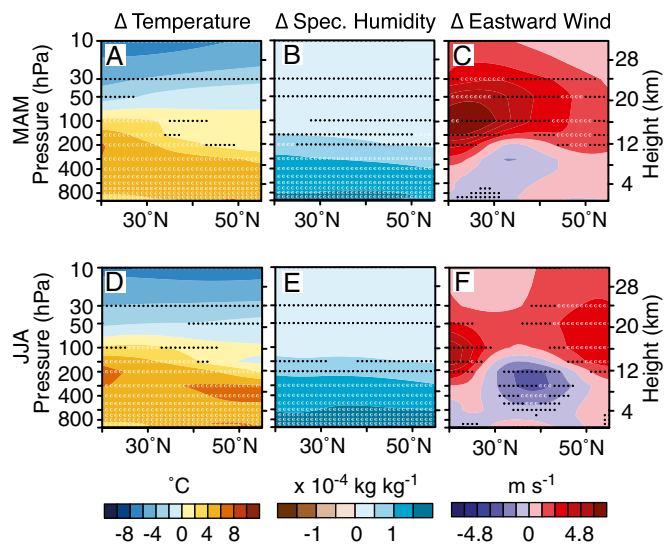 Δ Temperature Δ Spec. Humidity Δ Eastward Wind
MAM
Pressure (hPa)
10
30
50
100
200
400
800
A
B
C
28
20
12
4
Height (km)
30˚N 50˚N 30˚N 50˚N 30˚N 50˚N
JJA
Pressure (hPa)
10
30
50
100
200
400
800
D
E
F
28
20
12
4
Height (km)
30˚N 50˚N 30˚N 50˚N 30˚N 50˚N
˚C x 10⁻⁴ kg kg⁻¹ m s⁻¹
-8 -4 0 4 8 -1 0 1 -4.8 0 4.8